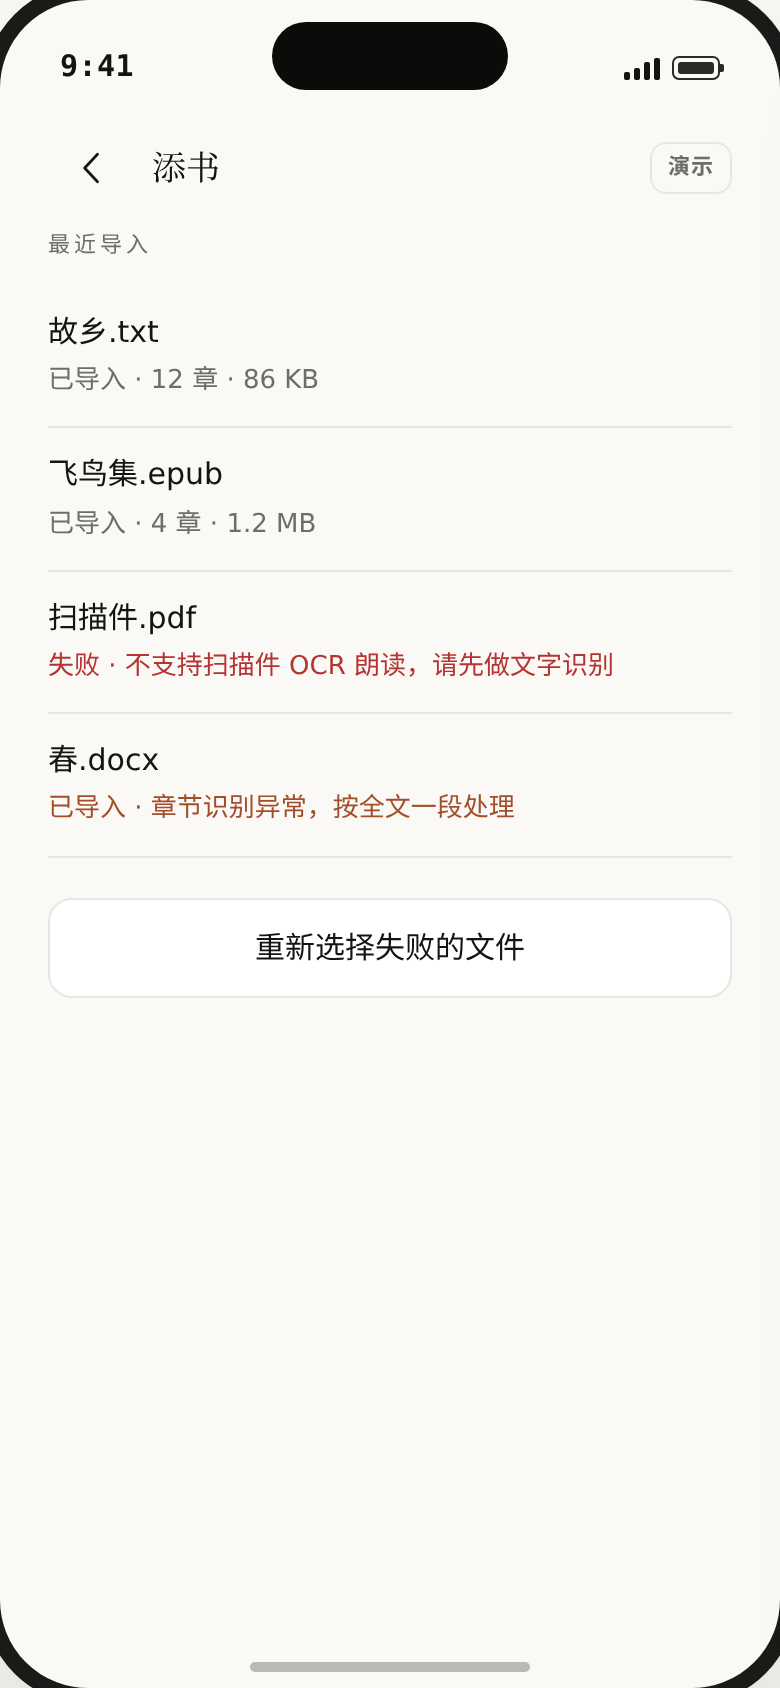 9:41
添书
演示
最近导入
故乡.txt
已导入 · 12 章 · 86 KB
飞鸟集.epub
已导入 · 4 章 · 1.2 MB
扫描件.pdf
失败 · 不支持扫描件 OCR 朗读，请先做文字识别
春.docx
已导入 · 章节识别异常，按全文一段处理
重新选择失败的文件